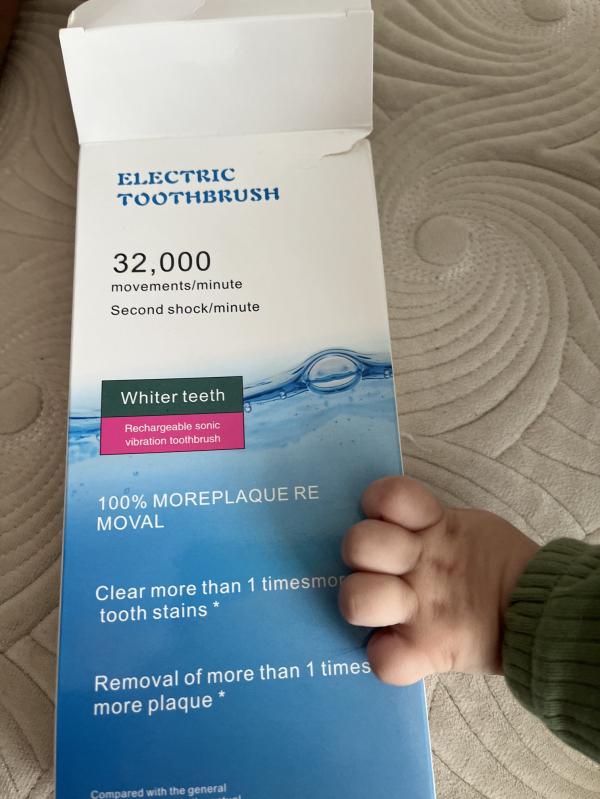 ELECTRIC
TOOTHBRUSH
32,000
movements/minute
Second shock/minute
Whiter teeth
Rechargeable sonic
vibration toothbrush
100% MOREPLAQUE RE
MOVAL
Clear more than 1 timesmor
tooth stains *
Removal of more than 1 times
more plaque *
Compared with the general